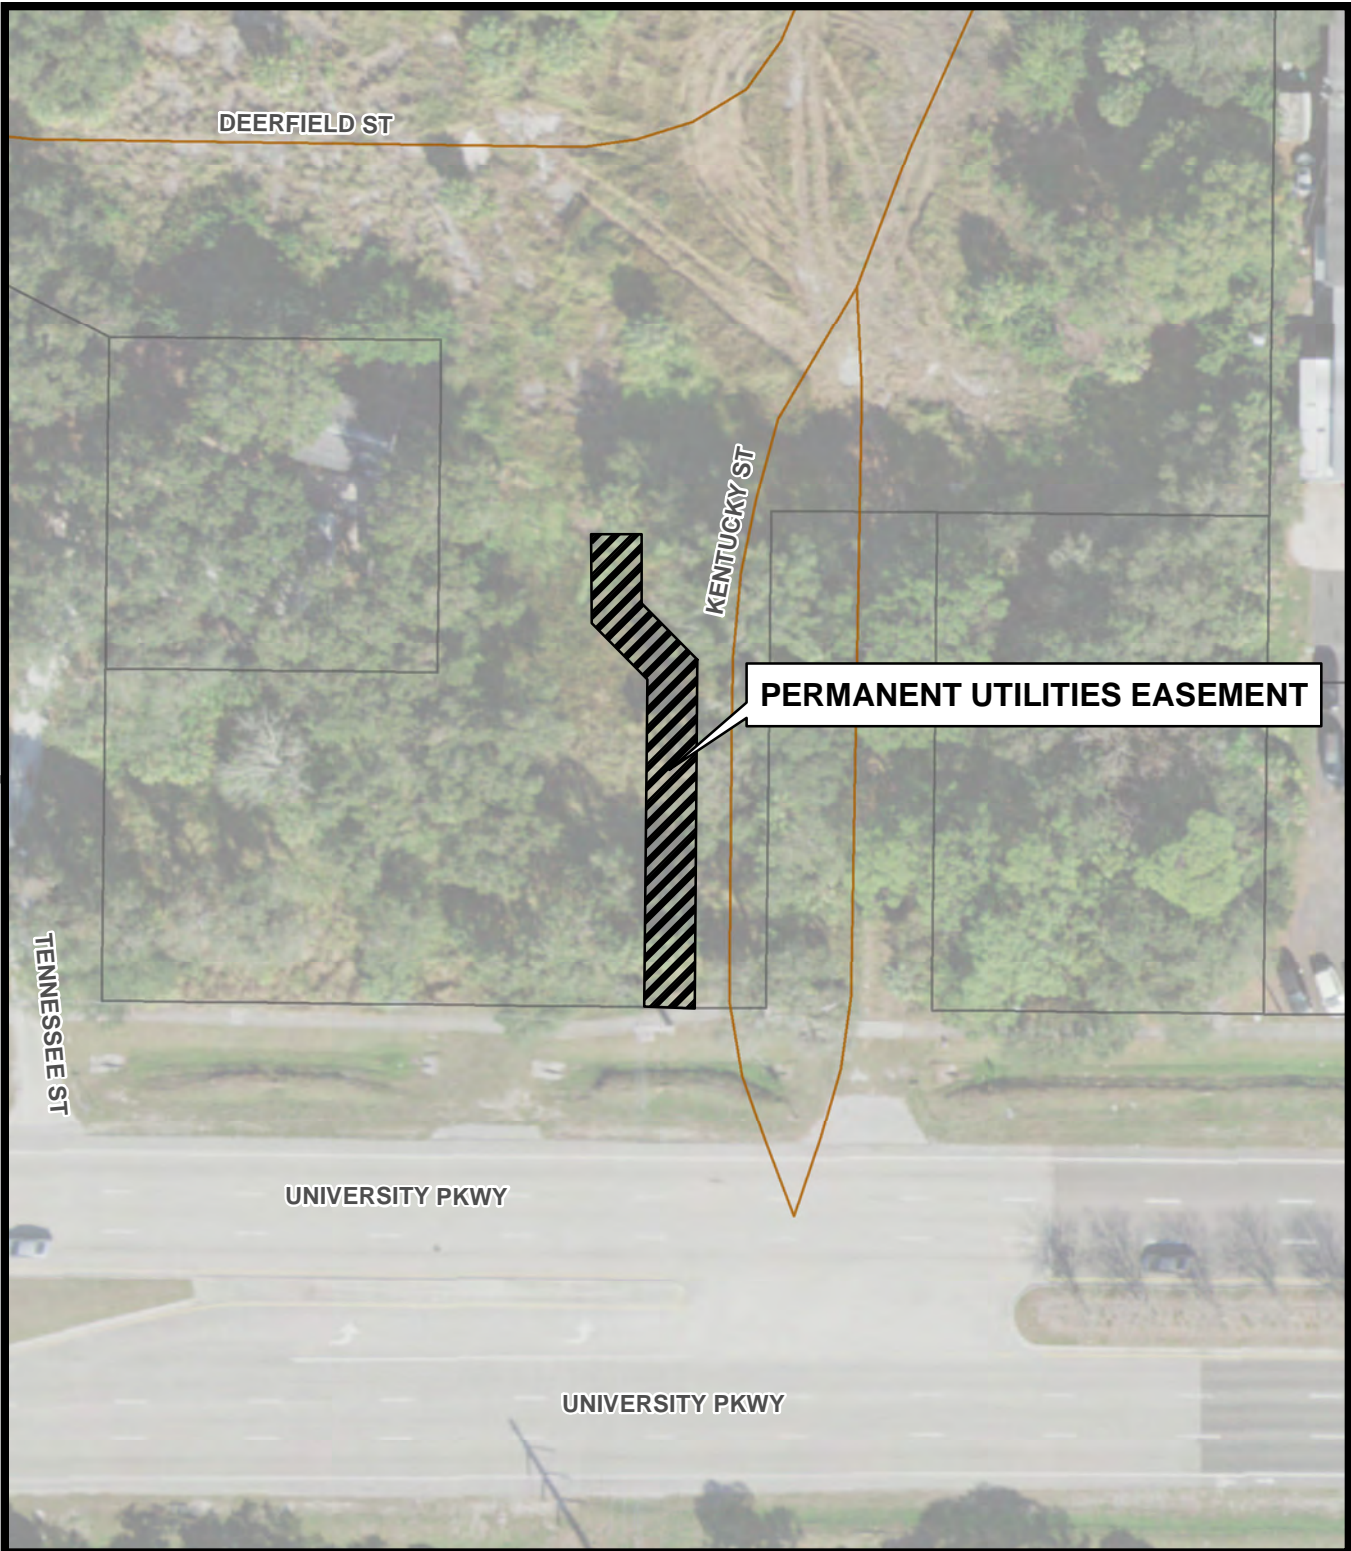 DEERFIELD ST
KENTUCKY ST
PERMANENT UTILITIES EASEMENT
TENNESSEE ST
UNIVERSITY PKWY
UNIVERSITY PKWY